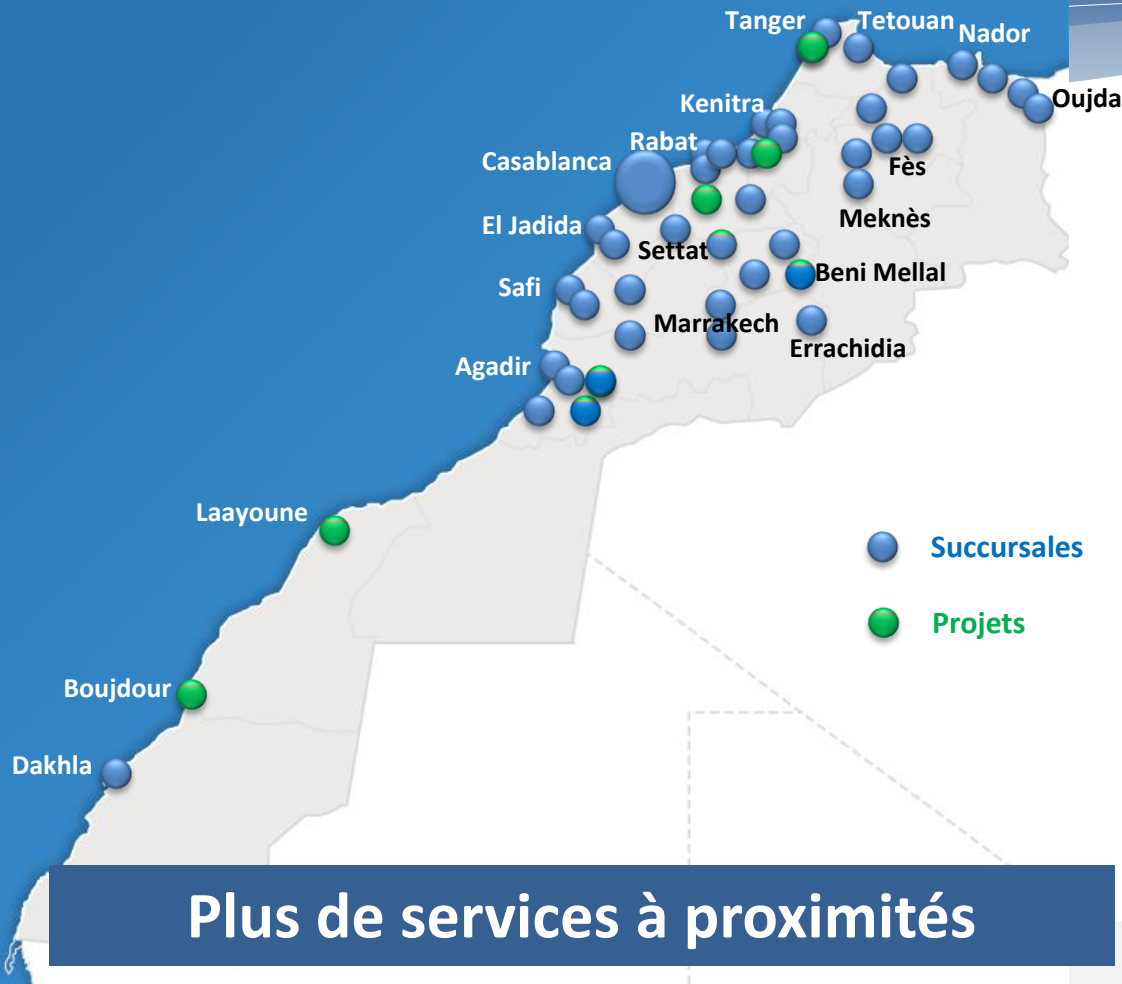 Tanger
Tetouan
Nador
Oujda
Kenitra
Rabat
Casablanca
Fès
Meknès
El Jadida
Settat
Beni Mellal
Safi
Marrakech
Errachidia
Agadir
Laayoune
Succursales
Projets
Boujdour
Dakhla
Plus de services à proximités